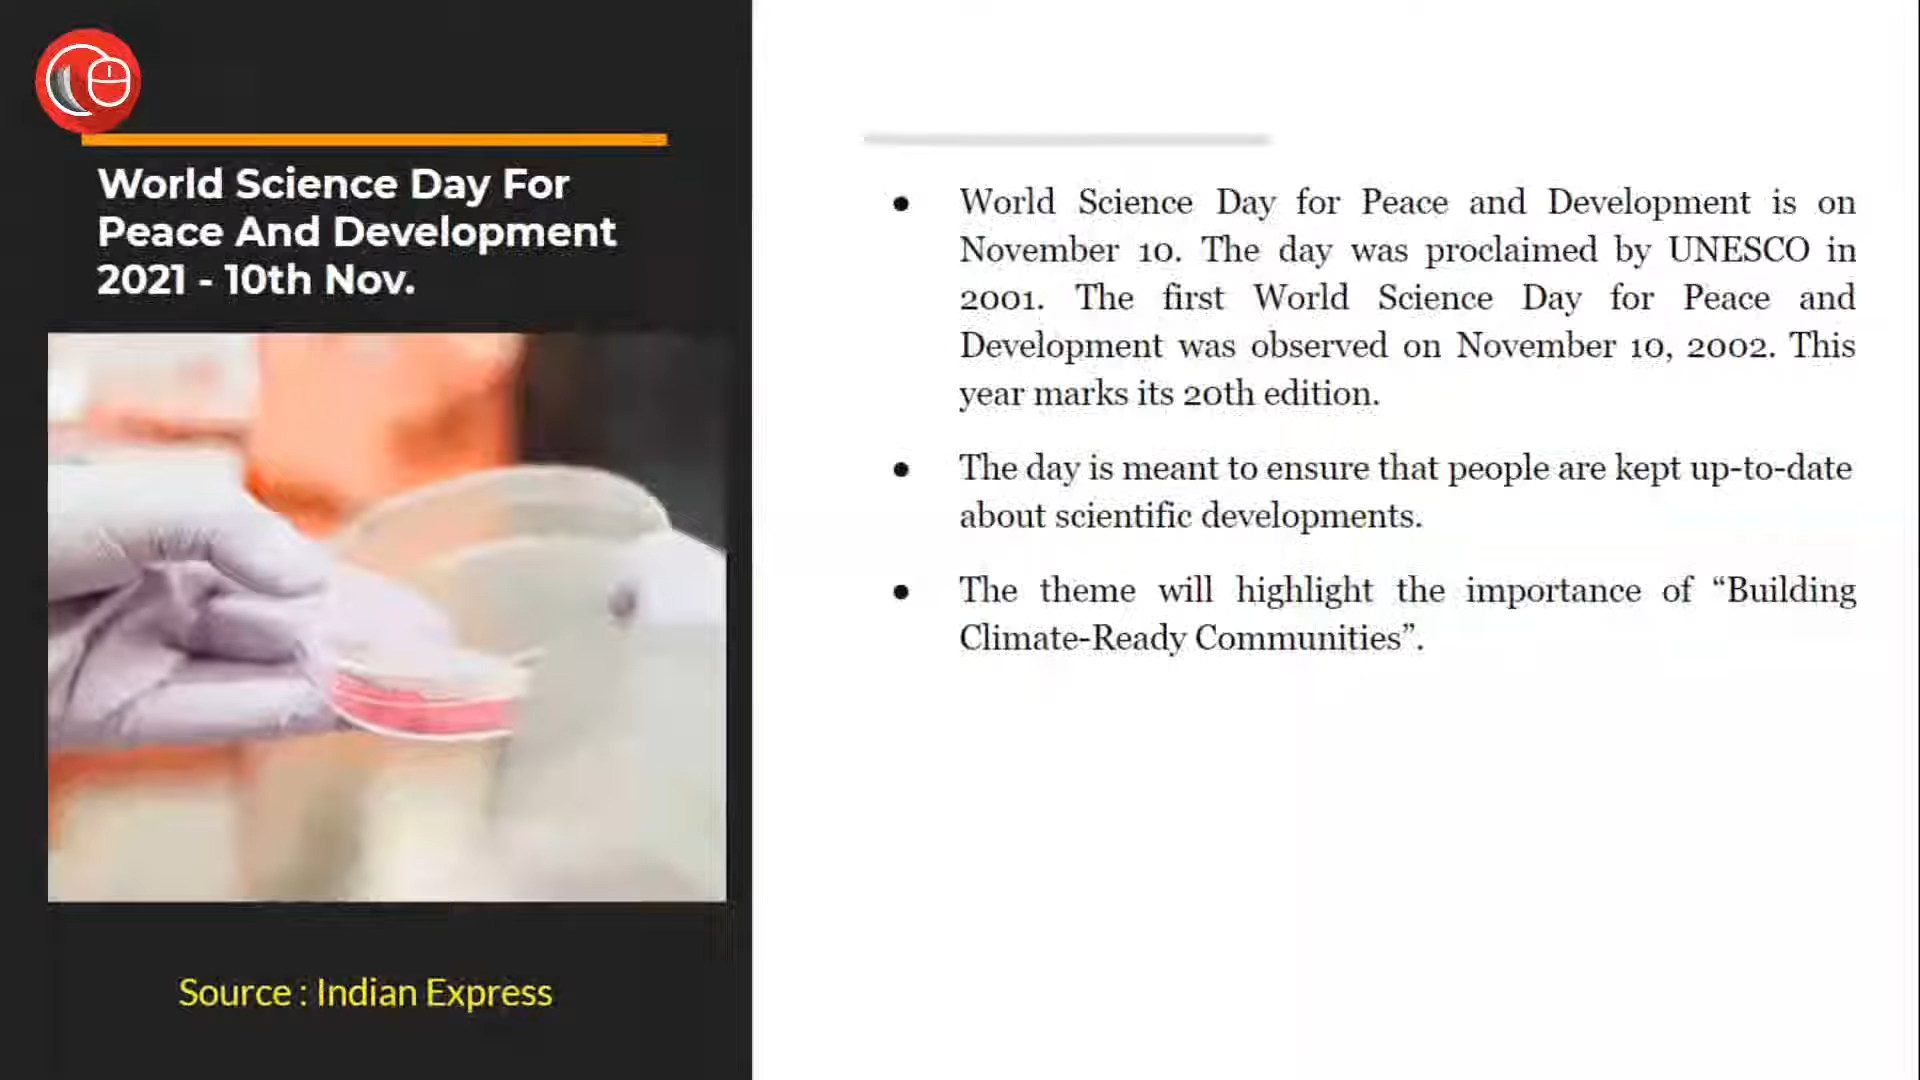 World Science Day For
Peace And Development
2021 - 10th Nov.
Source : Indian Express
● World Science Day for Peace and Development is on
November 10. The day was proclaimed by UNESCO in
2001. The first World Science Day for Peace and
Development was observed on November 10, 2002. This
year marks its 20th edition.
● The day is meant to ensure that people are kept up-to-date
about scientific developments.
● The theme will highlight the importance of “Building
Climate-Ready Communities”.